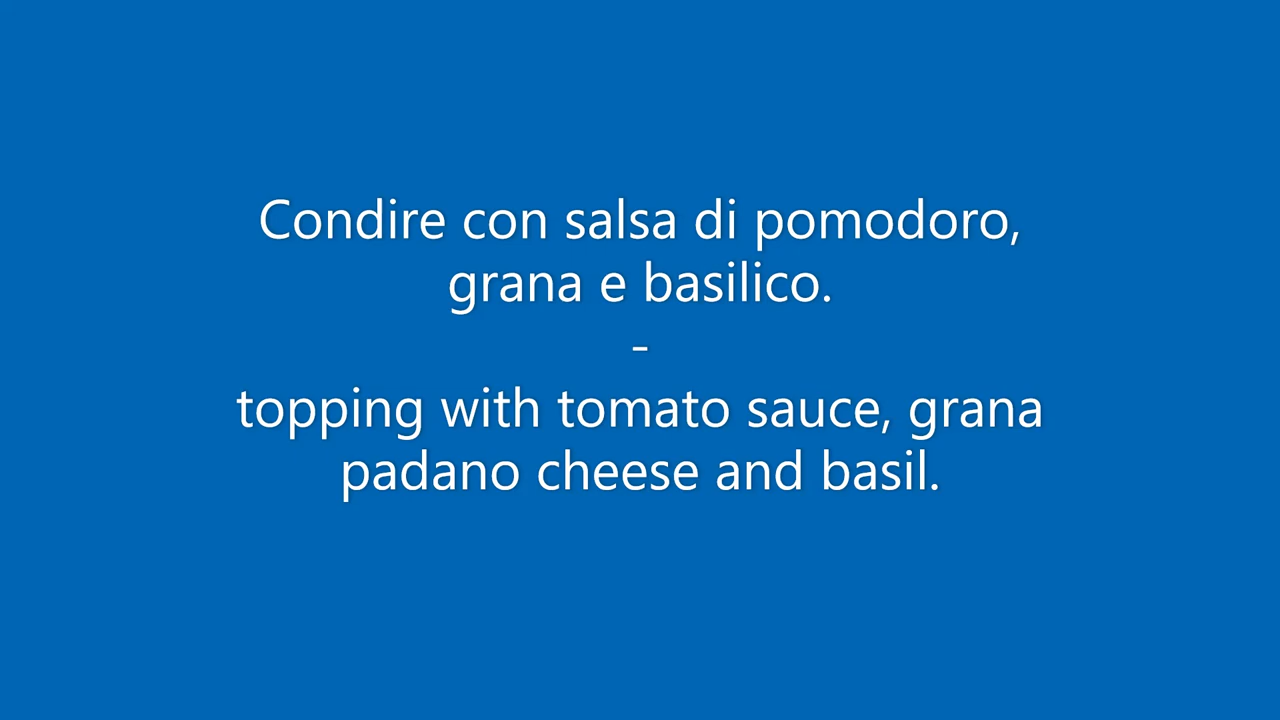 Condire con salsa di pomodoro,
grana e basilico.
-
topping with tomato sauce, grana
padano cheese and basil.